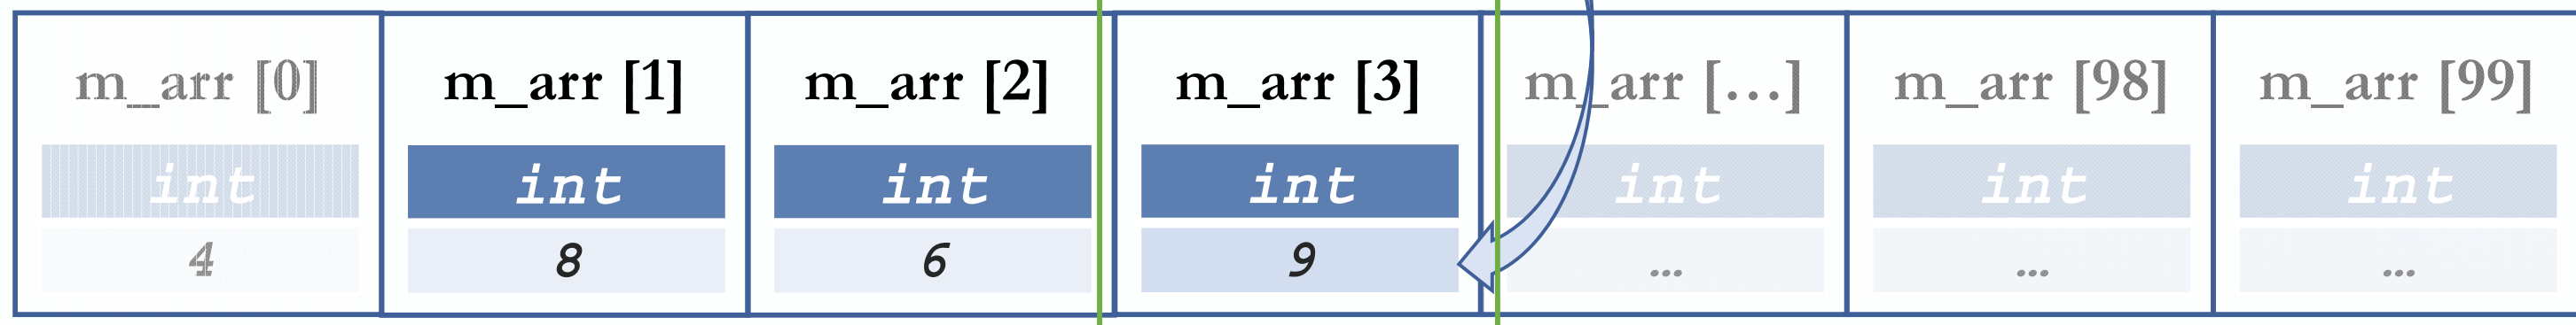 m_arr [0] m_arr [1] m_arr [2] m_arr [3] m_arr [...] m_arr [98] m_arr [99]
int int int int int int int
4 8 6 9 ... ... ...